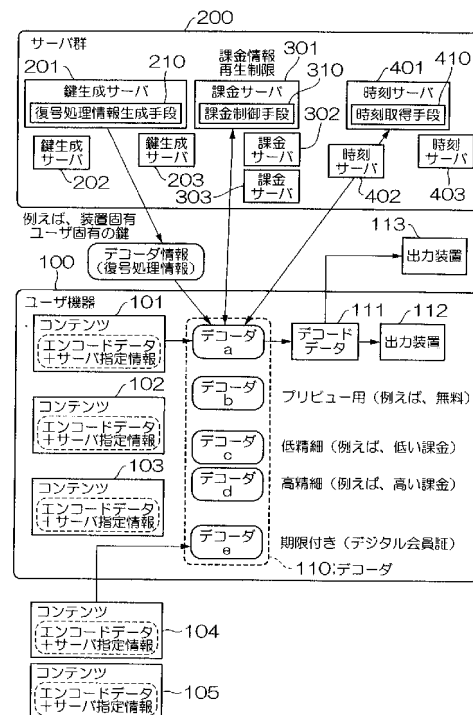 200
サーバ群
201
210
鍵生成サーバ
復号処理情報生成手段
課金情報
再生制限
301
310
課金サーバ
課金制御手段
401
410
時刻サーバ
時刻取得手段
鍵生成
サーバ
202
鍵生成
サーバ
203
302
課金
サーバ
303
課金
サーバ
時刻
サーバ
402
時刻
サーバ
403
例えば、装置固有
ユーザ固有の鍵
デコーダ情報
(復号処理情報)
113
出力装置
100
ユーザ機器
101
コンテンツ
エンコードデータ
+サーバ指定情報
デコーダ
a
111
デコード
データ
112
出力装置
102
コンテンツ
エンコードデータ
+サーバ指定情報
デコーダ
b
プリビュー用(例えば、無料)
103
コンテンツ
エンコードデータ
+サーバ指定情報
デコーダ
c
低精細(例えば、低い課金)
デコーダ
d
高精細(例えば、高い課金)
デコーダ
e
期限付き(デジタル会員証)
110:デコーダ
コンテンツ
エンコードデータ
+サーバ指定情報
104
コンテンツ
エンコードデータ
+サーバ指定情報
105